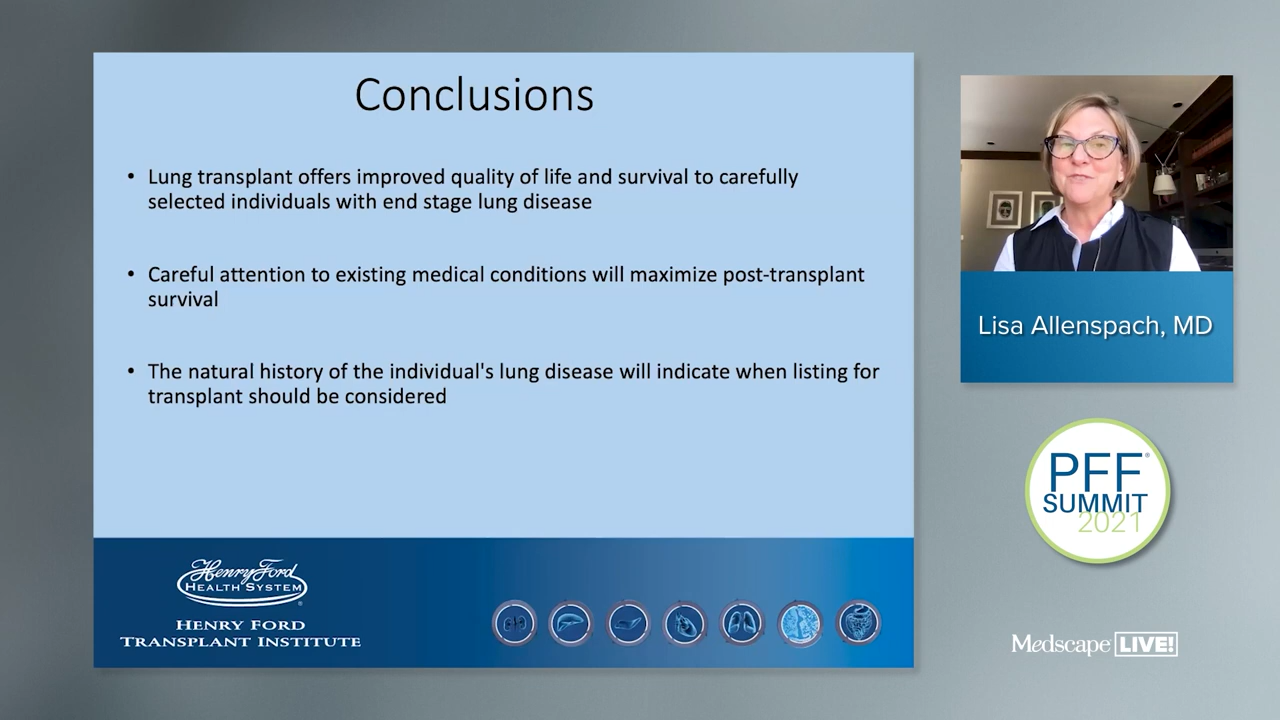 Conclusions
• Lung transplant offers improved quality of life and survival to carefully
selected individuals with end stage lung disease
• Careful attention to existing medical conditions will maximize post-transplant
survival
• The natural history of the individual's lung disease will indicate when listing for
transplant should be considered
Henry Ford
HEALTH SYSTEM
®
HENRY FORD
TRANSPLANT INSTITUTE
Lisa Allenspach, MD
PFF®
SUMMIT
2021
Medscape LIVE!